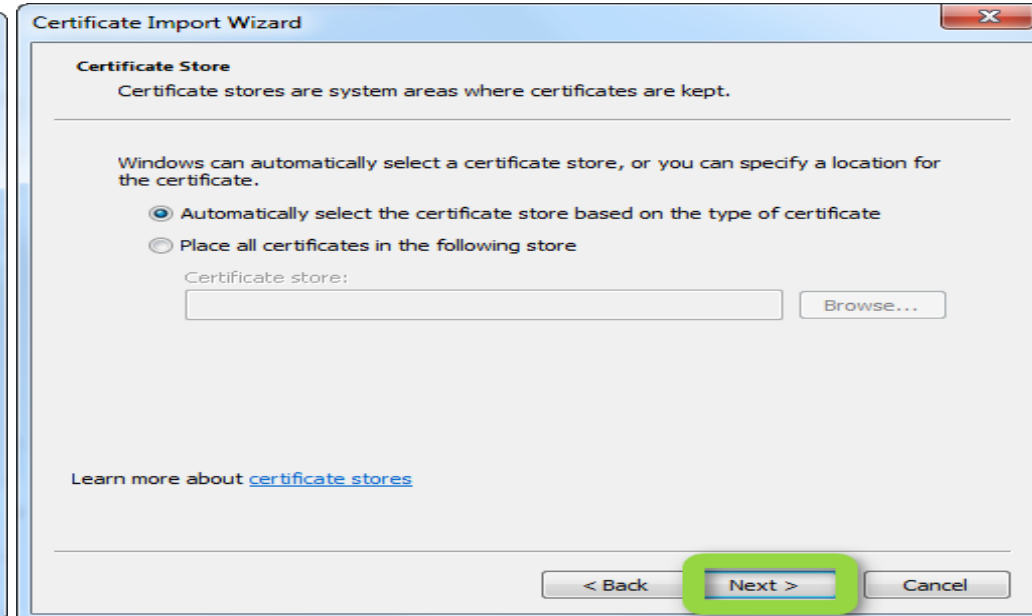 Certificate Import Wizard
Certificate Store
Certificate stores are system areas where certificates are kept.
Windows can automatically select a certificate store, or you can specify a location for
the certificate.
Automatically select the certificate store based on the type of certificate
Place all certificates in the following store
Certificate store:
Browse...
Learn more about certificate stores
< Back Next > Cancel